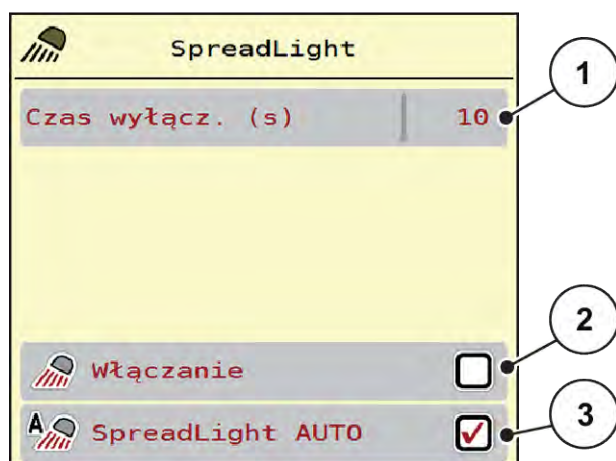 SpreadLight
Czas wyłącz. (s) 10
1
Włączanie
2
A SpreadLight AUTO
3